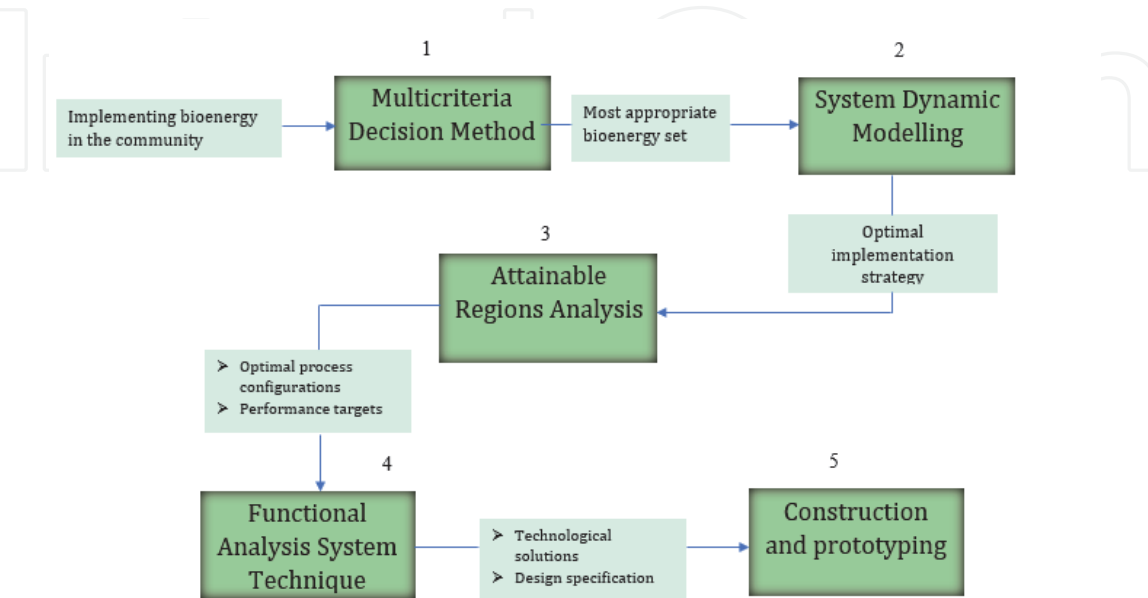 1
Multicriteria
Decision Method
Implementing bioenergy
in the community
Most appropriate
bioenergy set
2
System Dynamic
Modelling
Optimal
implementation
strategy
3
Attainable
Regions Analysis
➢ Optimal process
configurations
➢ Performance targets
4
Functional
Analysis System
Technique
➢ Technological
solutions
➢ Design specification
5
Construction
and prototyping